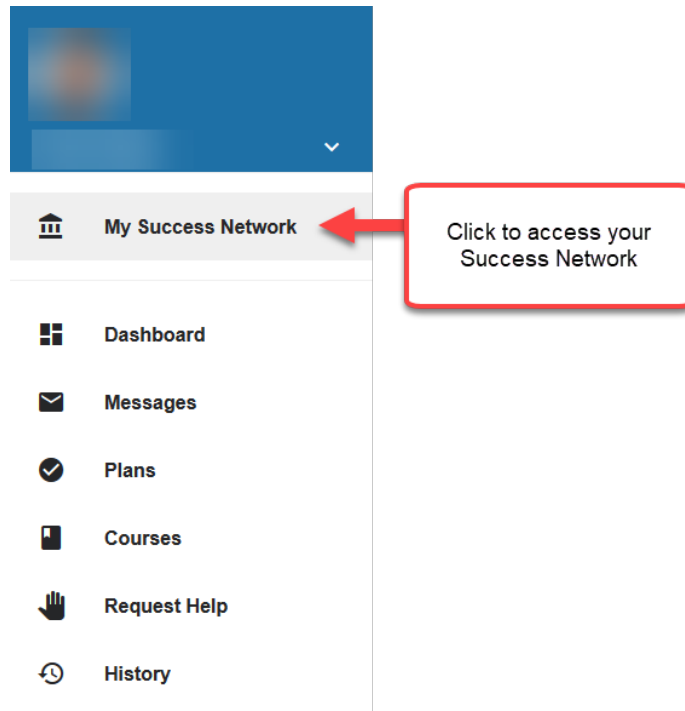 My Success Network
Click to access your
Success Network
Dashboard
Messages
Plans
Courses
Request Help
History